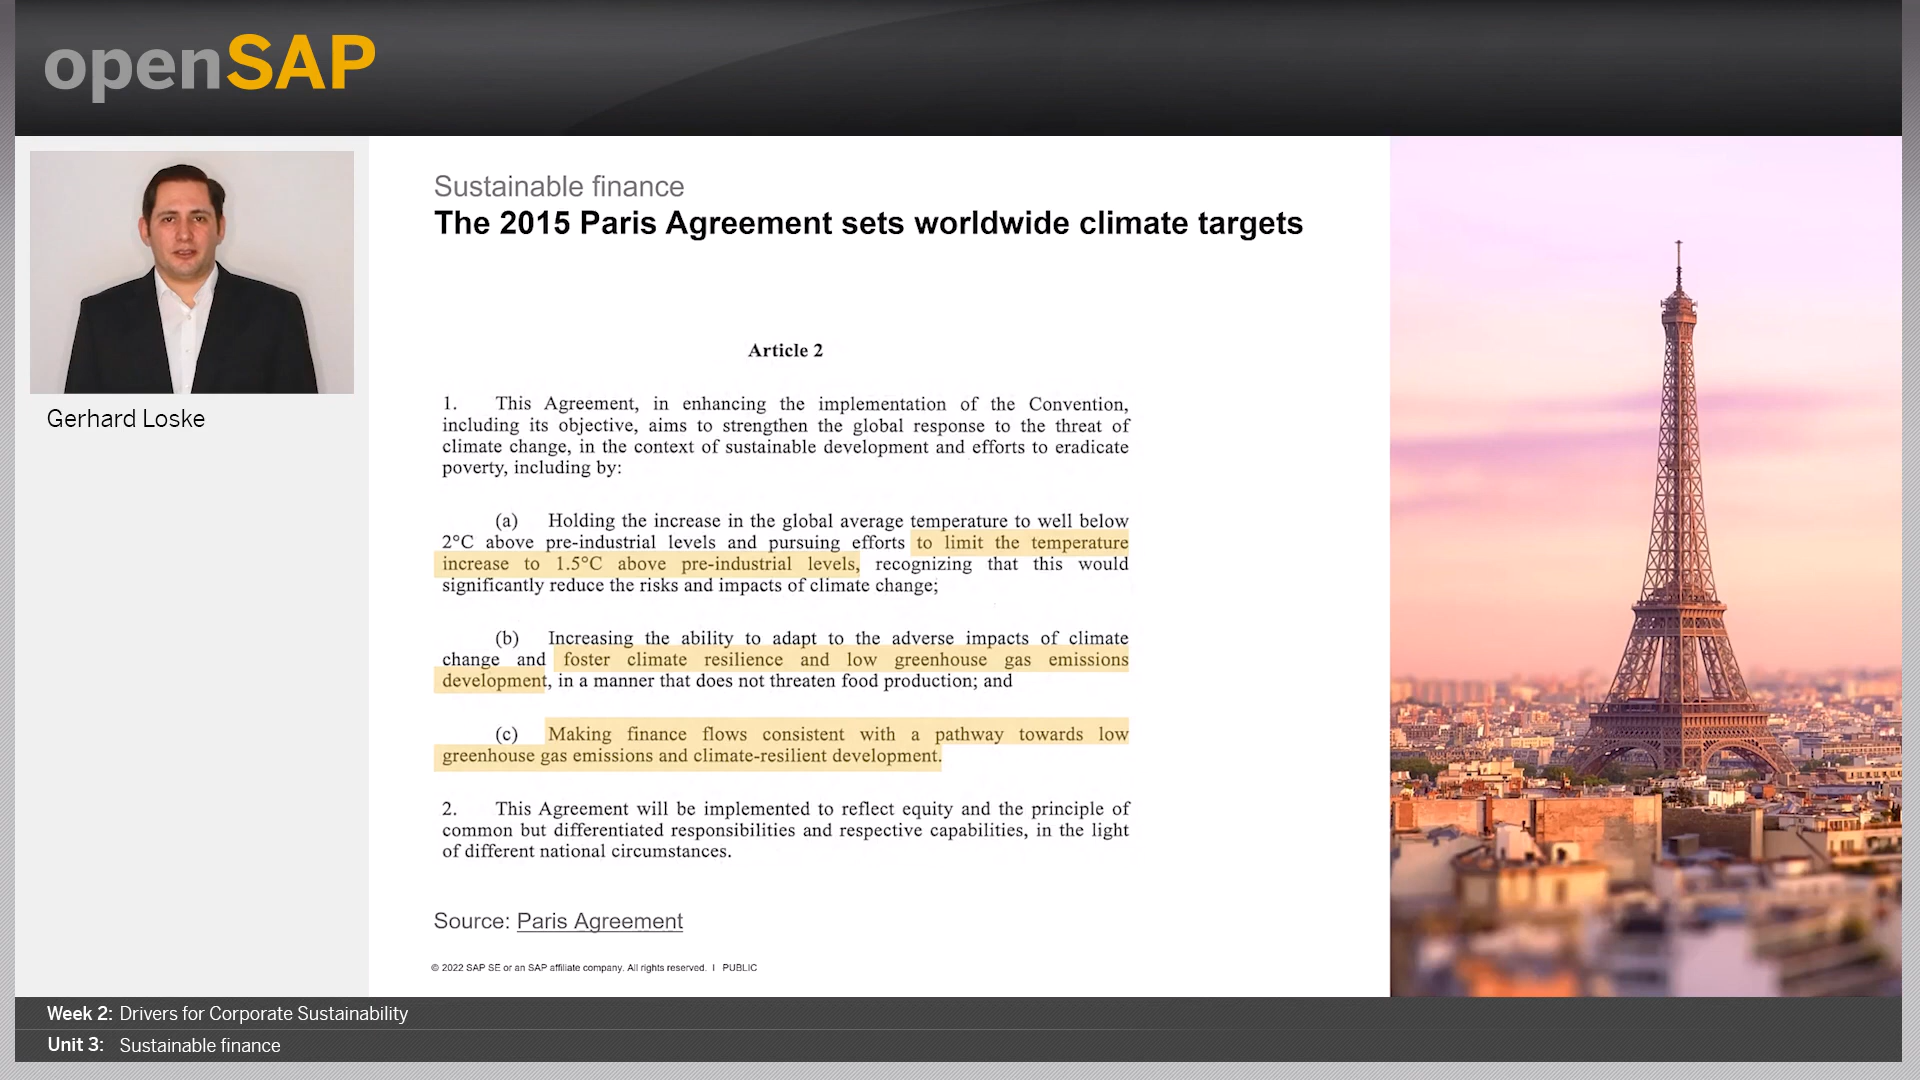 openSAP
Gerhard Loske
Sustainable finance
The 2015 Paris Agreement sets worldwide climate targets
Article 2
1. This Agreement, in enhancing the implementation of the Convention,
including its objective, aims to strengthen the global response to the threat of
climate change, in the context of sustainable development and efforts to eradicate
poverty, including by:
(a) Holding the increase in the global average temperature to well below
2°C above pre-industrial levels and pursuing efforts to limit the temperature
increase to 1.5°C above pre-industrial levels, recognizing that this would
significantly reduce the risks and impacts of climate change;
(b) Increasing the ability to adapt to the adverse impacts of climate
change and foster climate resilience and low greenhouse gas emissions
development, in a manner that does not threaten food production; and
(c) Making finance flows consistent with a pathway towards low
greenhouse gas emissions and climate-resilient development.
2. This Agreement will be implemented to reflect equity and the principle of
common but differentiated responsibilities and respective capabilities, in the light
of different national circumstances.
Source: Paris Agreement
© 2022 SAP SE or an SAP affiliate company. All rights reserved. I PUBLIC
Week 2: Drivers for Corporate Sustainability
Unit 3: Sustainable finance